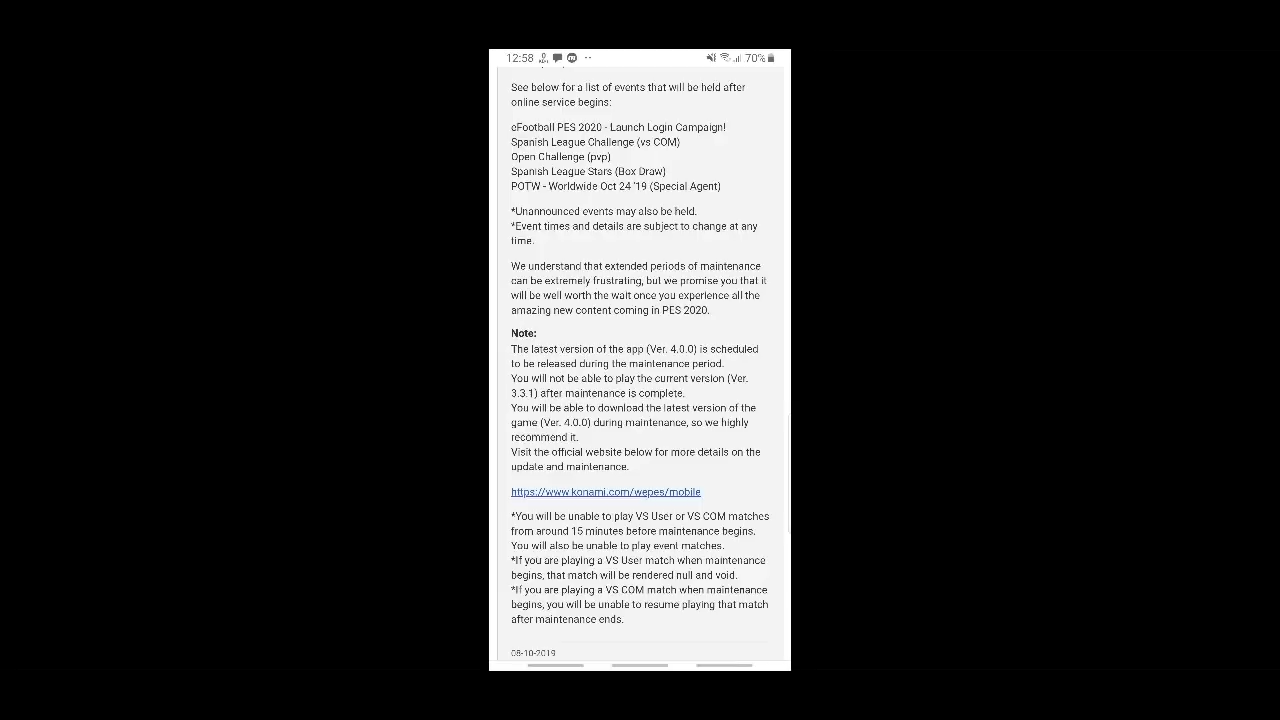 12:58 70%
See below for a list of events that will be held after
online service begins:
eFootball PES 2020 - Launch Login Campaign!
Spanish League Challenge (vs COM)
Open Challenge (pvp)
Spanish League Stars (Box Draw)
POTW - Worldwide Oct 24 '19 (Special Agent)
*Unannounced events may also be held.
*Event times and details are subject to change at any
time.
We understand that extended periods of maintenance
can be extremely frustrating, but we promise you that it
will be well worth the wait once you experience all the
amazing new content coming in PES 2020.
Note:
The latest version of the app (Ver. 4.0.0) is scheduled
to be released during the maintenance period.
You will not be able to play the current version (Ver.
3.3.1) after maintenance is complete.
You will be able to download the latest version of the
game (Ver. 4.0.0) during maintenance, so we highly
recommend it.
Visit the official website below for more details on the
update and maintenance.
https://www.konami.com/wepes/mobile
*You will be unable to play VS User or VS COM matches
from around 15 minutes before maintenance begins.
You will also be unable to play event matches.
*If you are playing a VS User match when maintenance
begins, that match will be rendered null and void.
*If you are playing a VS COM match when maintenance
begins, you will be unable to resume playing that match
after maintenance ends.
08-10-2019